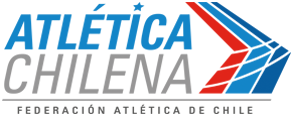 ATLÉTICA
CHILENA
FEDERACIÓN ATLÉTICA DE CHILE